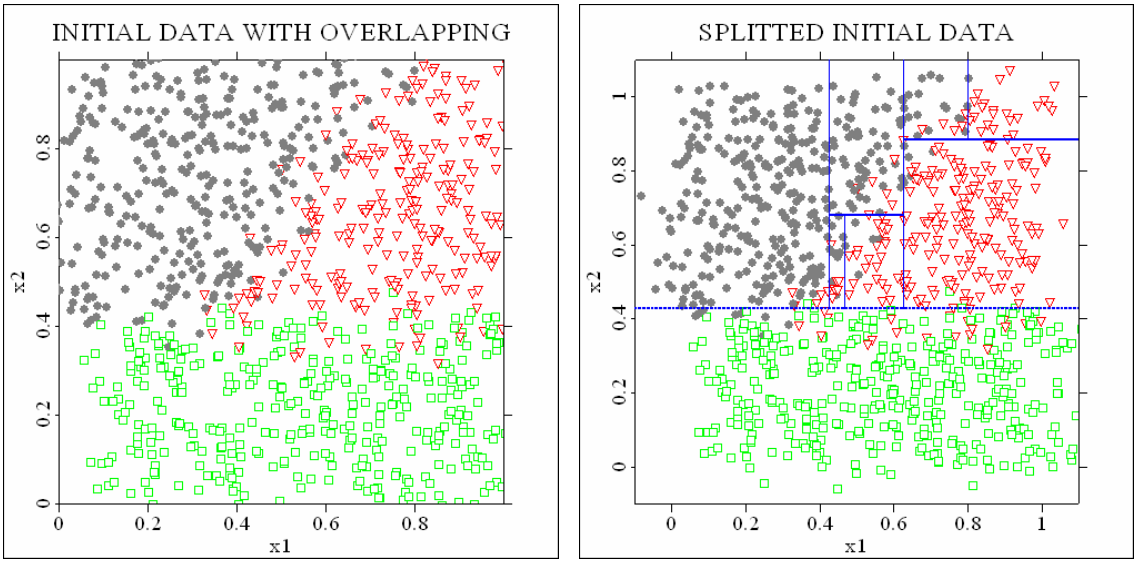 INITIAL DATA WITH OVERLAPPING
0 0.2 0.4 0.6 0.8
x2
0 0.2 0.4 0.6 0.8
x1
SPLITTED INITIAL DATA
0 0.2 0.4 0.6 0.8 1
x2
0 0.2 0.4 0.6 0.8 1
x1